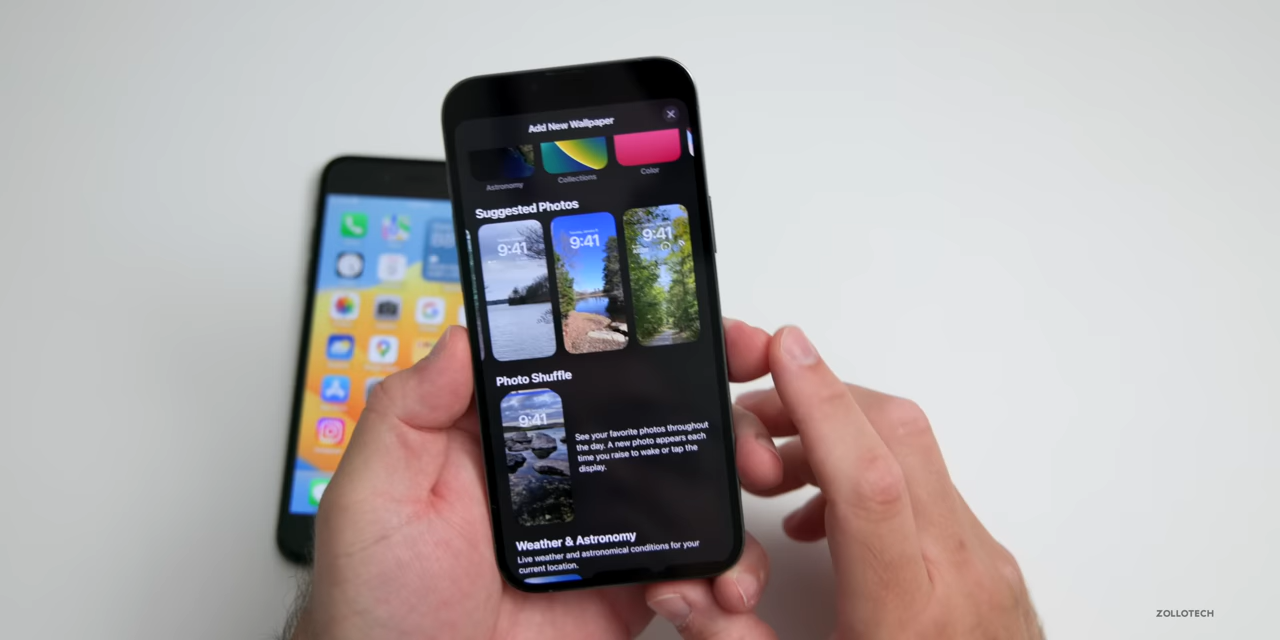 Add New Wallpaper
Astronomy
Collections
Color
Suggested Photos
9:41
9:41
9:41
Photo Shuffle
9:41
See your favorite photos throughout
the day. A new photo appears each
time you raise to wake or tap the
display.
Weather & Astronomy
Live weather and astronomical conditions for your
current location.
ZOLLOTECH